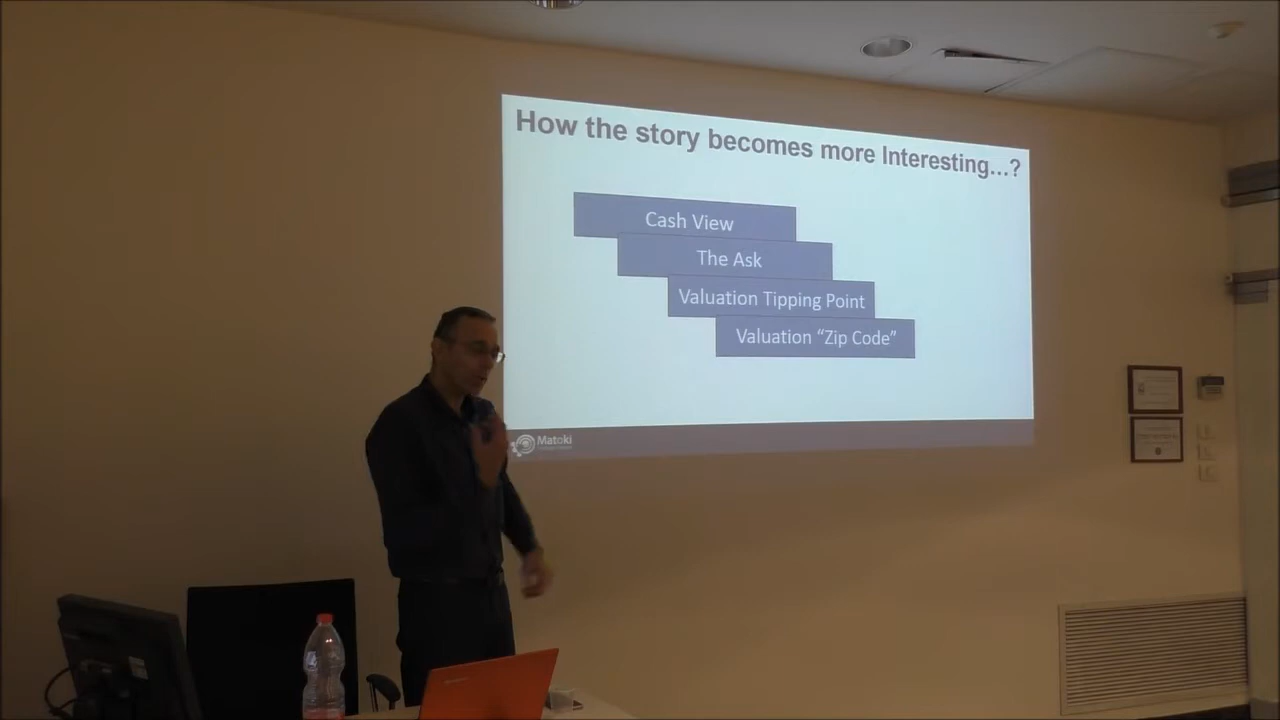 How the story becomes more Interesting...?
Cash View
The Ask
Valuation Tipping Point
Valuation “Zip Code”
Matoki